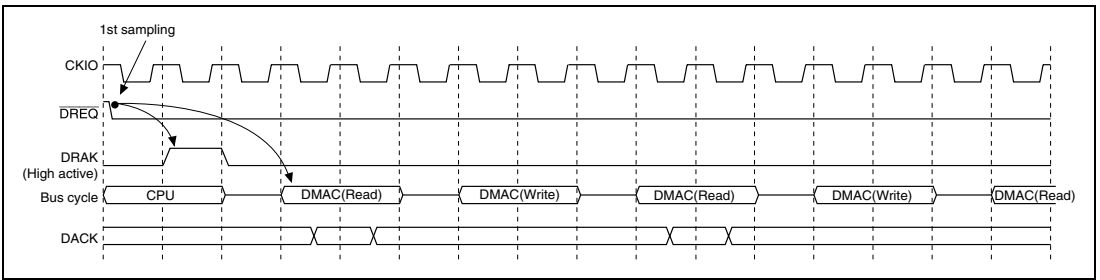 1st sampling
CKIO
DREQ
DRAK
(High active)
Bus cycle CPU DMAC(Read) DMAC(Write) DMAC(Read) DMAC(Write) DMAC(Read)
DACK